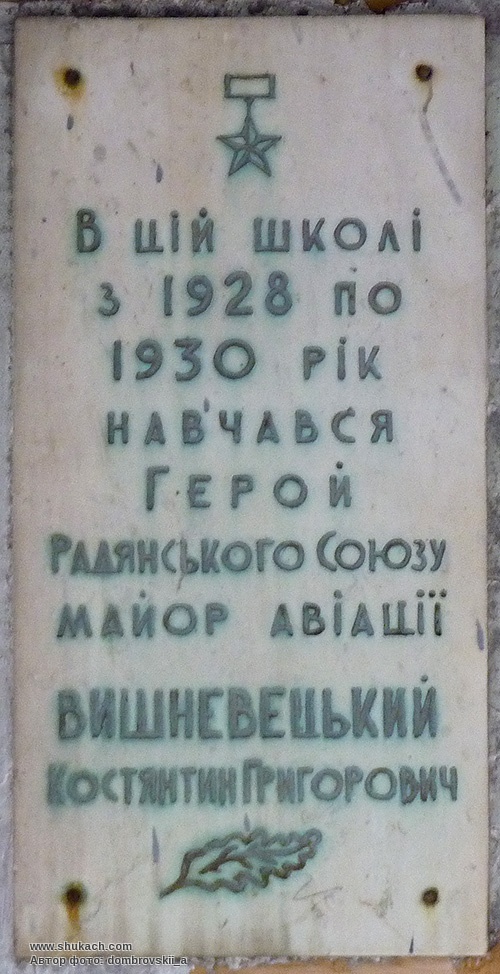 В цій школі
з 1928 по
1930 рік
навчався
Герой
Радянського Союзу
майор авіації
ВИШНЕВЕЦЬКИЙ
Костянтин Григорович
www.shukach.com
Автор фото: dombrovskii_a